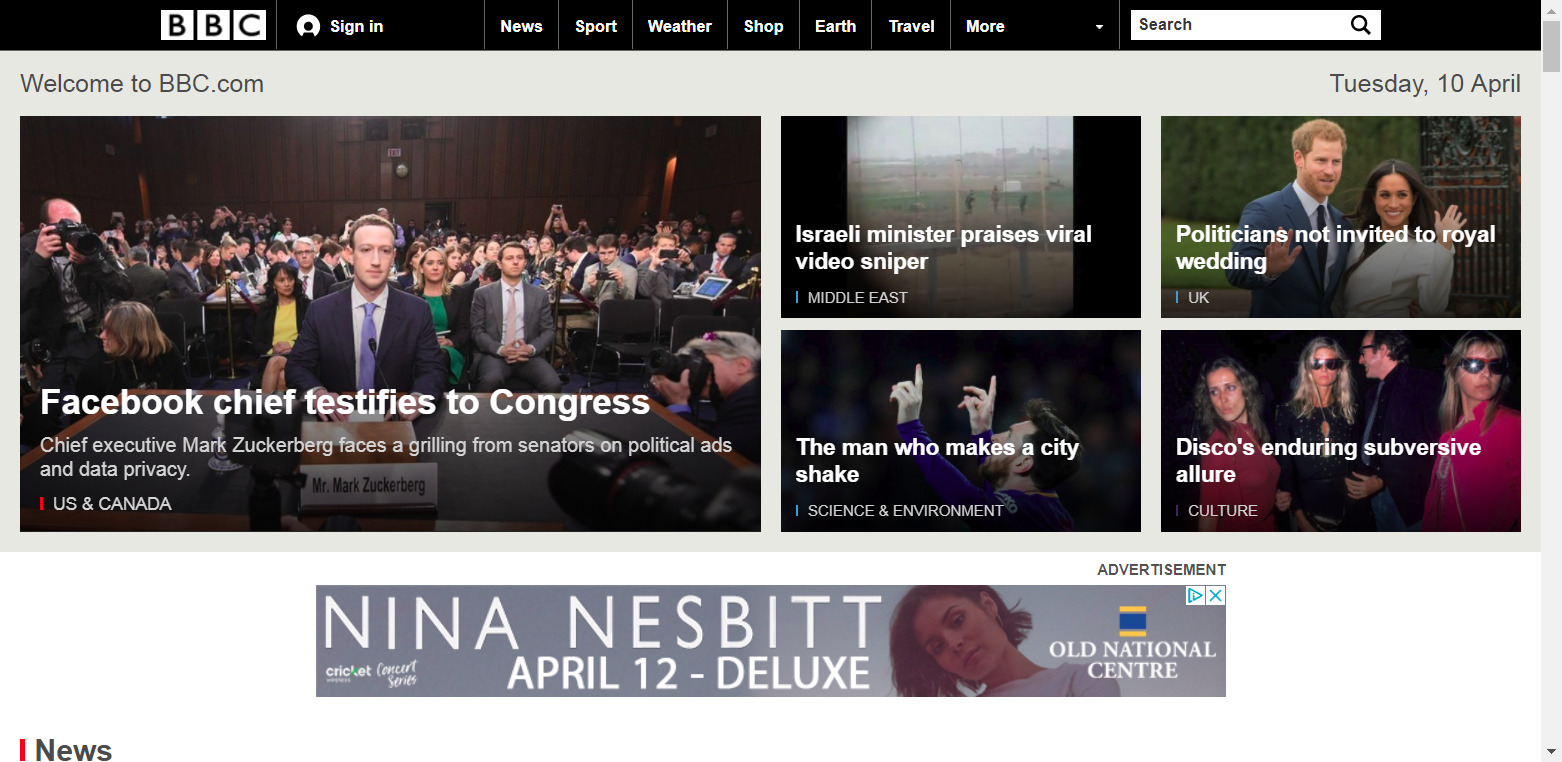 BBC
Sign in
News
Sport
Weather
Shop
Earth
Travel
More
Search
Welcome to BBC.com
Tuesday, 10 April
EXIT
Facebook chief testifies to Congress
Chief executive Mark Zuckerberg faces a grilling from senators on political ads
and data privacy.
US & CANADA
Mr. Mark Zuckerberg
Israeli minister praises viral
video sniper
MIDDLE EAST
Politicians not invited to royal
wedding
UK
The man who makes a city
shake
SCIENCE & ENVIRONMENT
Disco's enduring subversive
allure
CULTURE
ADVERTISEMENT
NINA NESBITT
APRIL 12 - DELUXE
cricket
wireless
Concert
Series
OLD NATIONAL
CENTRE
News